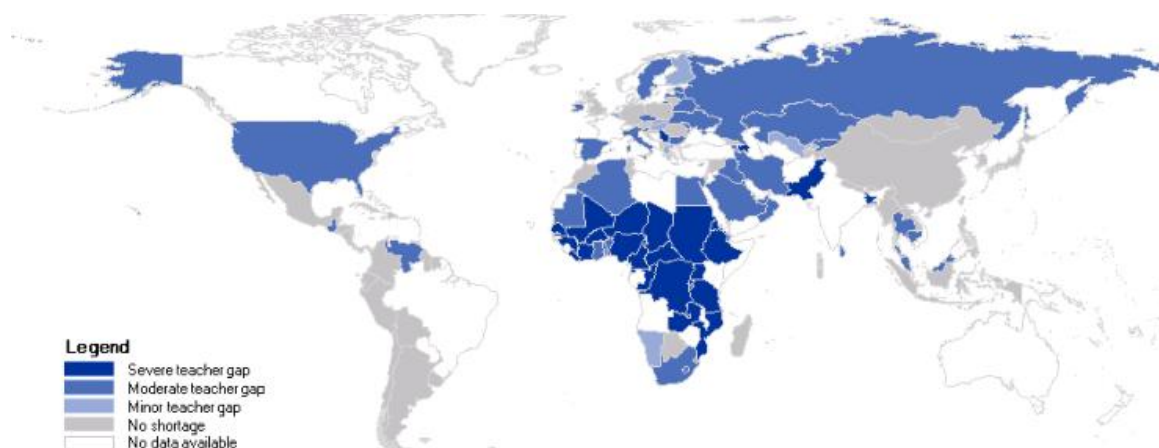 Legend
Severe teacher gap
Moderate teacher gap
Minor teacher gap
No shortage
No data available